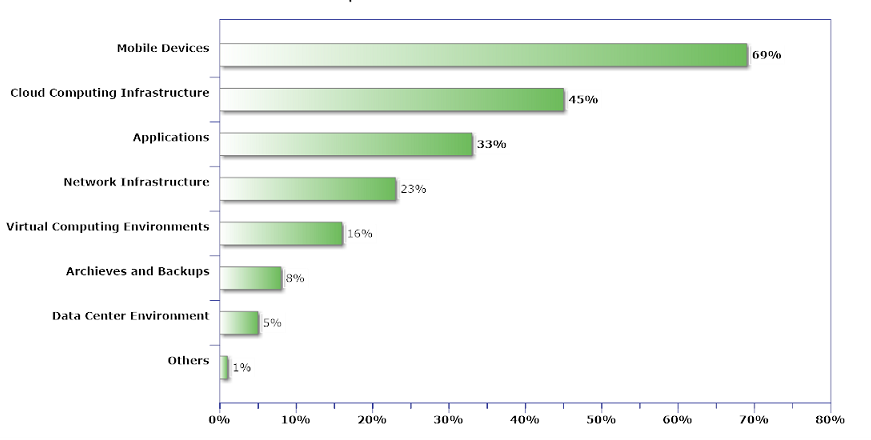 Mobile Devices 69%
Cloud Computing Infrastructure 45%
Applications 33%
Network Infrastructure 23%
Virtual Computing Environments 16%
Archieves and Backups 8%
Data Center Environment 5%
Others 1%
0% 10% 20% 30% 40% 50% 60% 70% 80%